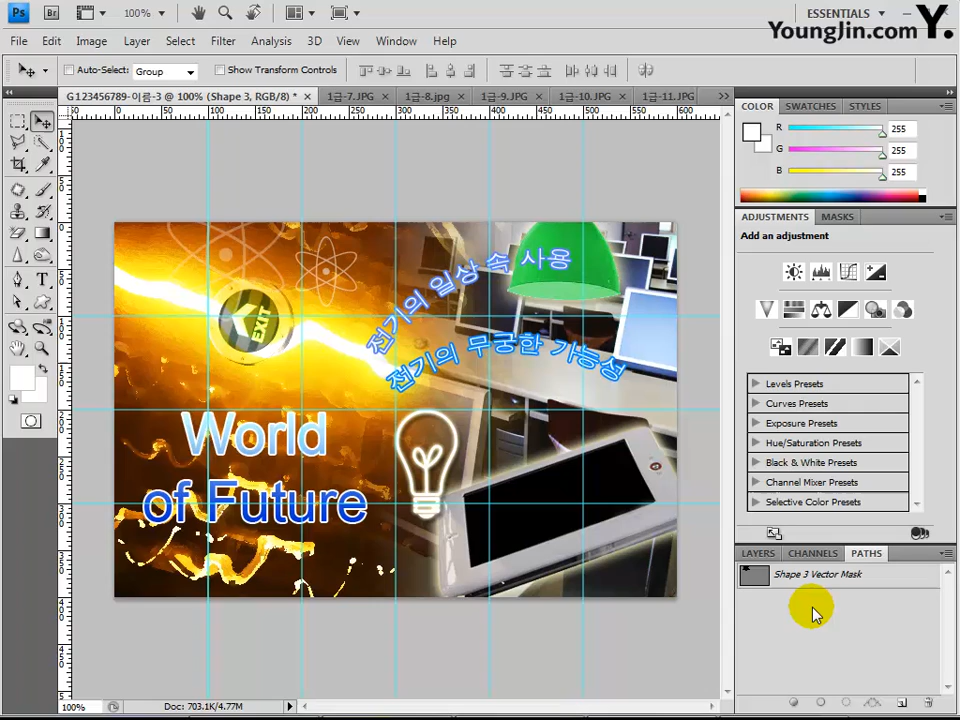 Ps Br 100% ESSENTIALS
YoungJin.com Y.
File Edit Image Layer Select Filter Analysis 3D View Window Help
Auto-Select: Group Show Transform Controls
G123456789-이름-3 @ 100% (Shape 3, RGB/8) * × 1급-7.JPG × 1급-8.jpg × 1급-9.JPG × 1급-10.JPG × 1급-11.JPG
COLOR SWATCHES STYLES
R 255
G 255
B 255
ADJUSTMENTS MASKS
Add an adjustment
전기의 일상 속 사용
EXIT
전기의 무궁한 가능성
World
of Future
Levels Presets
Curves Presets
Exposure Presets
Hue/Saturation Presets
Black & White Presets
Channel Mixer Presets
Selective Color Presets
LAYERS CHANNELS PATHS
Shape 3 Vector Mask
100% Doc: 703.1K/4.77M